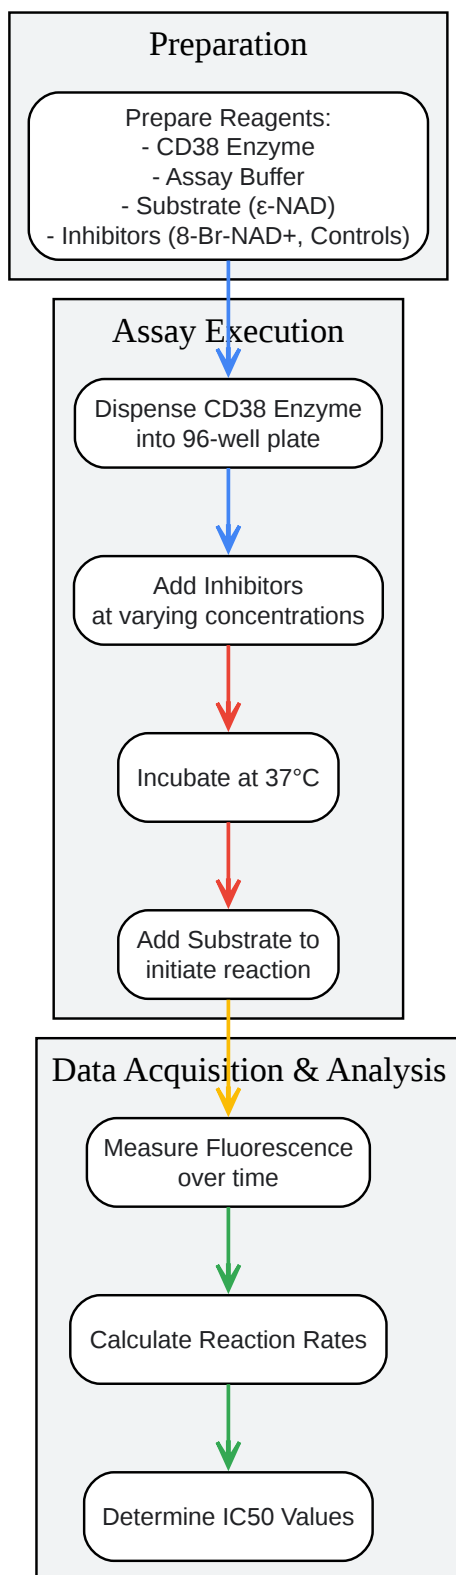 Preparation
Prepare Reagents:
- CD38 Enzyme
- Assay Buffer
- Substrate (ε-NAD)
- Inhibitors (8-Br-NAD+, Controls)
Assay Execution
Dispense CD38 Enzyme
into 96-well plate
Add Inhibitors
at varying concentrations
Incubate at 37°C
Add Substrate to
initiate reaction
Data Acquisition & Analysis
Measure Fluorescence
over time
Calculate Reaction Rates
Determine IC50 Values